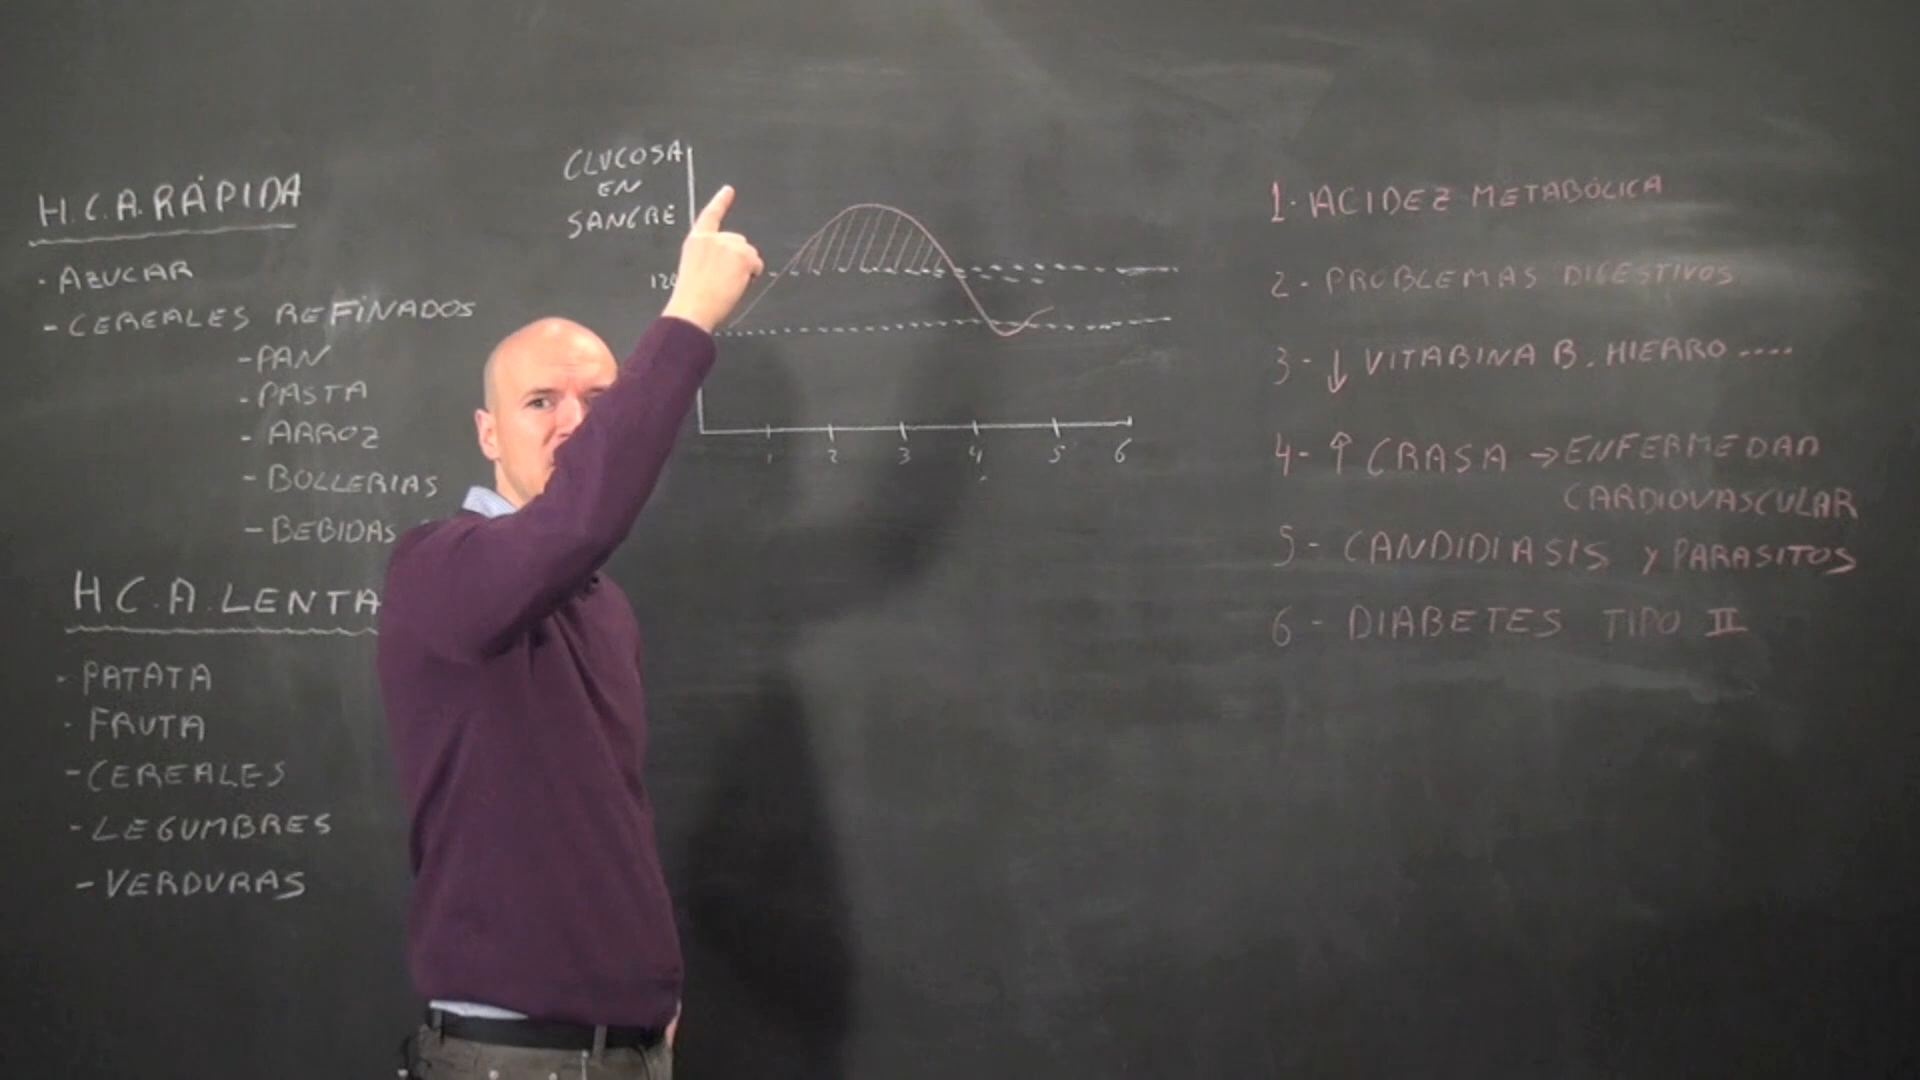 H.C.A. RÁPIDA
· AZUCAR
- CEREALES REFINADOS
- PAN
- PASTA
- ARROZ
- BOLLERIAS
- BEBIDAS
H C.A. LENTA
- PATATA
· FRUTA
- CEREALES
- LEGUMBRES
- VERDURAS
GLUCOSA
EN
SANGRE
120
1 2 3 4 5 6
1. ACIDEZ METABÓLICA
2 - PROBLEMAS DIGESTIVOS
3 - ↓ VITABINA B. HIERRO ....
4 - ↑ GRASA → ENFERMEDAD
CARDIOVASCULAR
5 - CANDIDIASIS Y PARASITOS
6 - DIABETES TIPO II